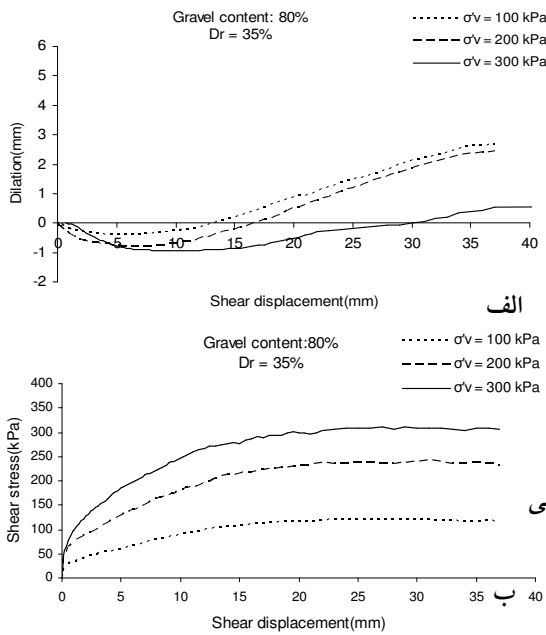 Gravel content: 80%
Dr = 35%
σ'v = 100 kPa
σ'v = 200 kPa
σ'v = 300 kPa
6
5
4
3
2
1
0
-1
-2
Dilation(mm)
0 5 10 15 20 25 30 35 40
Shear displacement(mm)
الف
Gravel content:80%
Dr = 35%
σ'v = 100 kPa
σ'v = 200 kPa
σ'v = 300 kPa
400
350
300
250
200
150
100
50
0
Shear stress(kPa)
0 5 10 15 20 25 30 35 40
Shear displacement(mm)
ب
ی